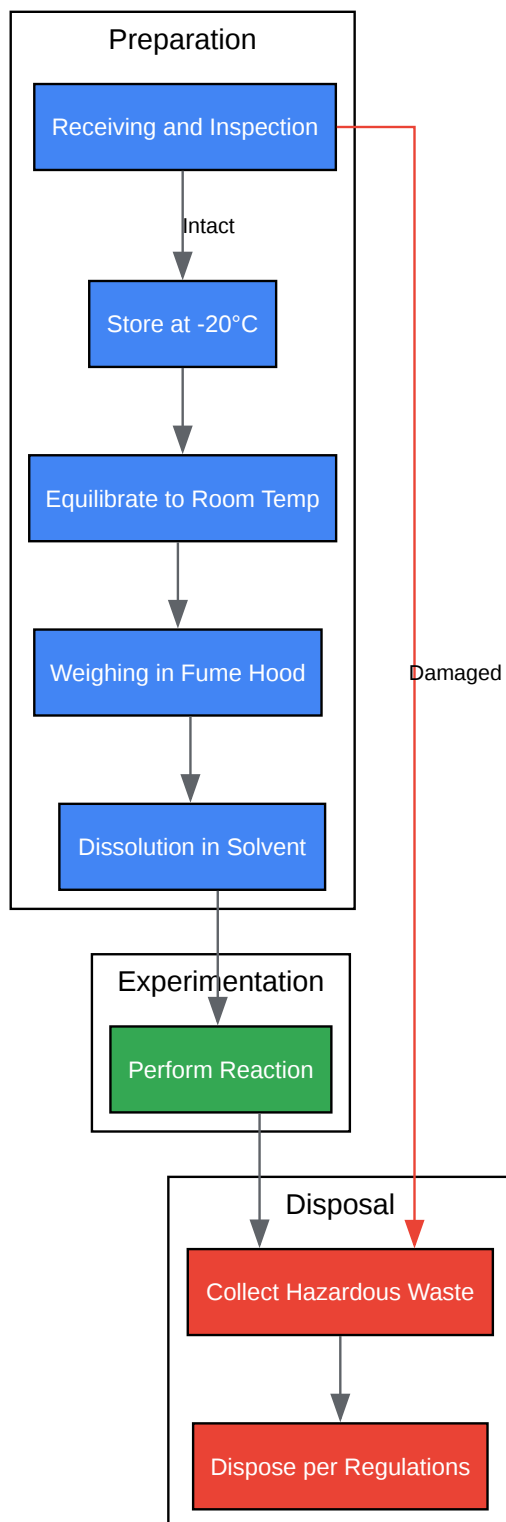 Preparation
Receiving and Inspection
Intact
Store at -20°C
Equilibrate to Room Temp
Weighing in Fume Hood
Damaged
Dissolution in Solvent
Experimentation
Perform Reaction
Disposal
Collect Hazardous Waste
Dispose per Regulations